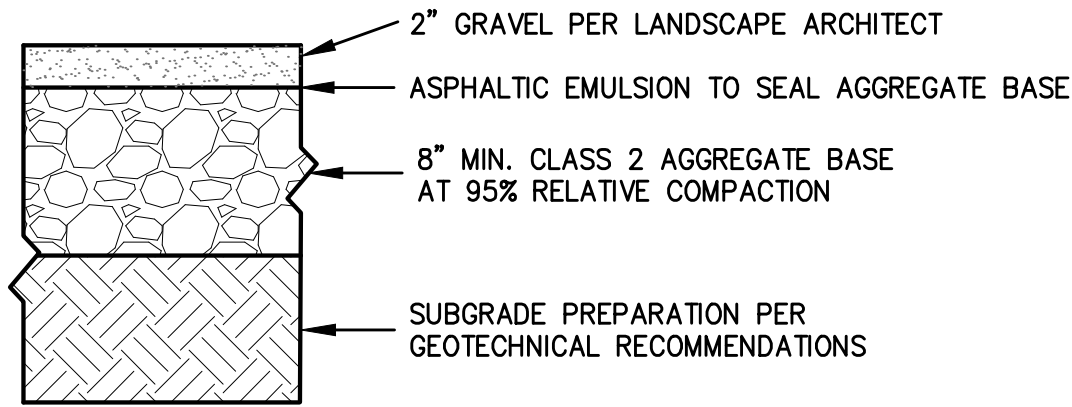 2” GRAVEL PER LANDSCAPE ARCHITECT
ASPHALTIC EMULSION TO SEAL AGGREGATE BASE
8” MIN. CLASS 2 AGGREGATE BASE
AT 95% RELATIVE COMPACTION
SUBGRADE PREPARATION PER
GEOTECHNICAL RECOMMENDATIONS